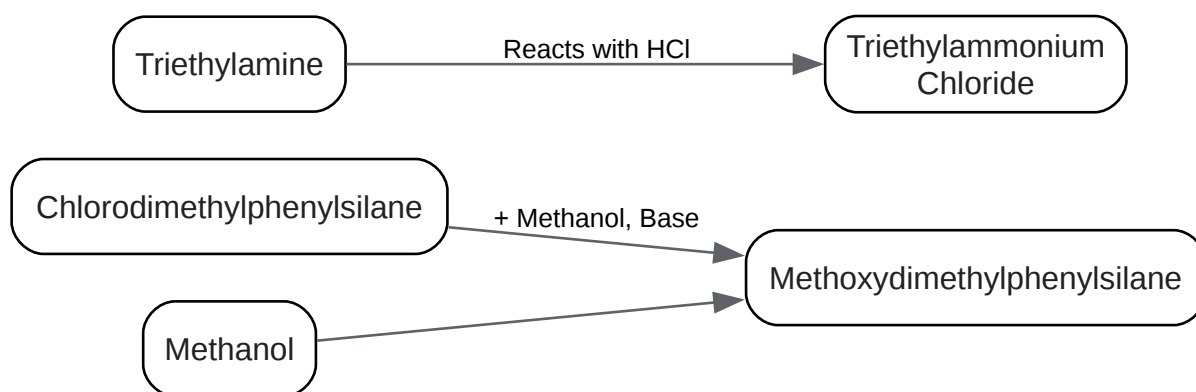 Triethylamine
Reacts with HCl
Triethylammonium
Chloride
Chlorodimethylphenylsilane
+ Methanol, Base
Methoxydimethylphenylsilane
Methanol